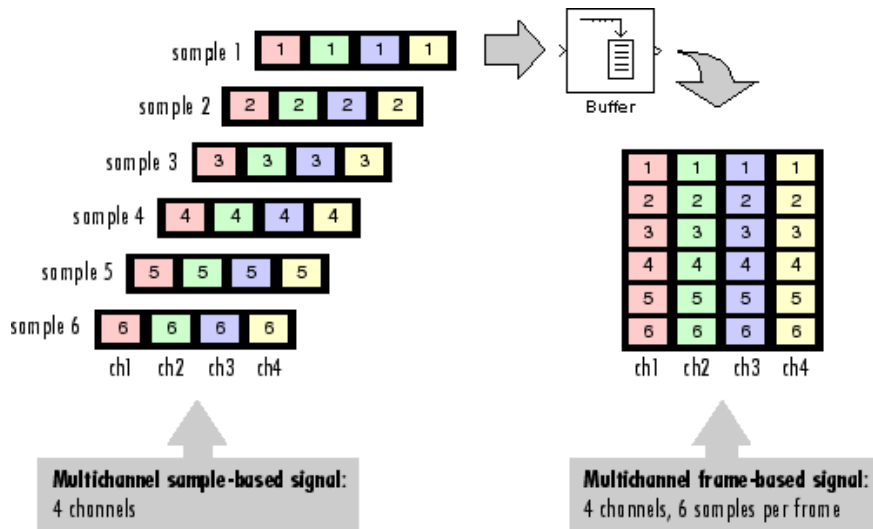 sample 1 1 1 1 1
sample 2 2 2 2 2
sample 3 3 3 3 3
sample 4 4 4 4 4
sample 5 5 5 5 5
sample 6 6 6 6 6
ch1 ch2 ch3 ch4
Multichannel sample-based signal:
4 channels
Buffer
1 1 1 1
2 2 2 2
3 3 3 3
4 4 4 4
5 5 5 5
6 6 6 6
ch1 ch2 ch3 ch4
Multichannel frame-based signal:
4 channels, 6 samples per frame